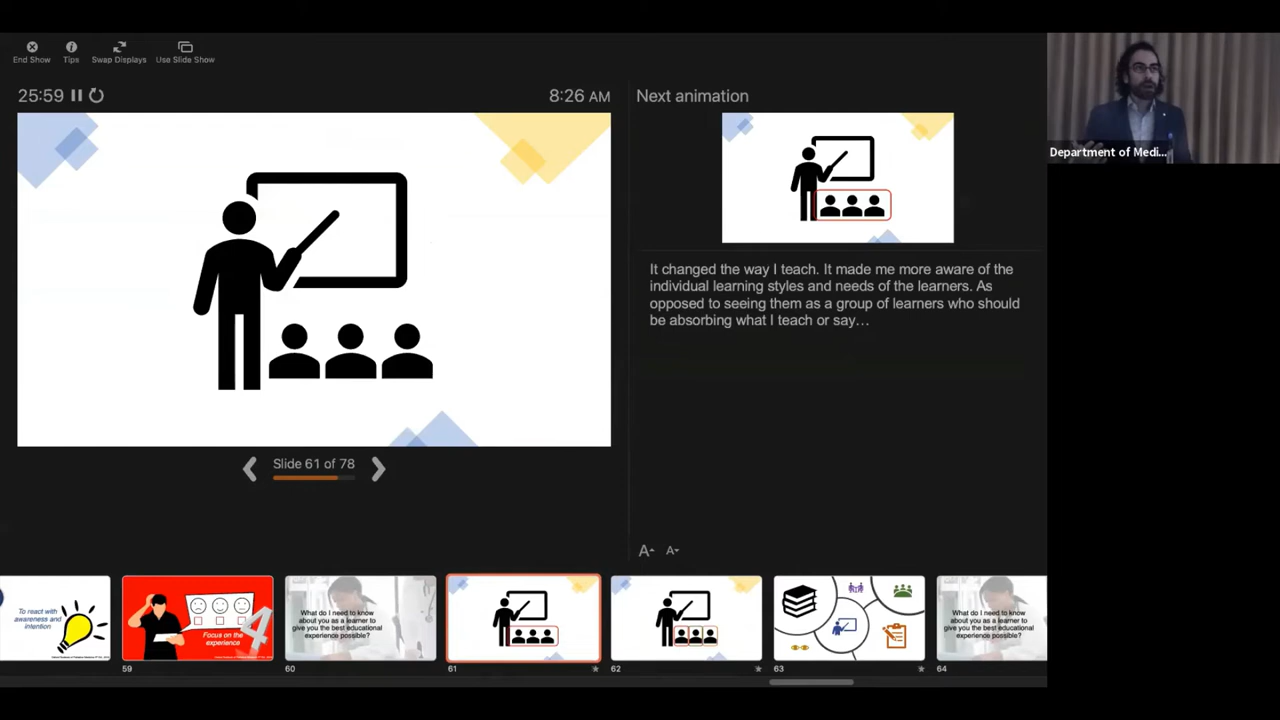 End Show
Tips
Swap Displays
Use Slide Show
25:59
8:26 AM
Next animation
Department of Medi...
It changed the way I teach. It made me more aware of the
individual learning styles and needs of the learners. As
opposed to seeing them as a group of learners who should
be absorbing what I teach or say…
Slide 61 of 78
A
A
To react with
awareness and
intention
Focus on the
experience
4
What do I need to know
about you as a learner to
give you the best educational
experience possible?
What do I need to know
about you as a learner to
give you the best educational
experience possible?
59
60
61
62
63
64